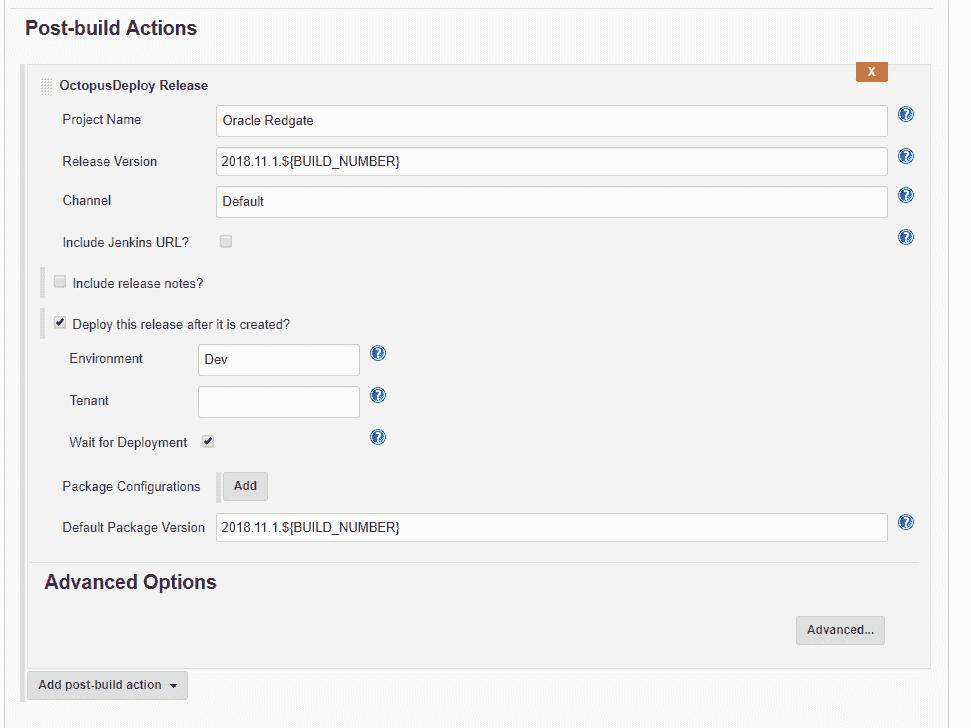 Post-build Actions
X
OctopusDeploy Release
Project Name
Oracle Redgate
?
Release Version
2018.11.1.${BUILD_NUMBER}
?
Channel
Default
?
Include Jenkins URL?
?
Include release notes?
Deploy this release after it is created?
Environment
Dev
?
Tenant
?
Wait for Deployment
?
Package Configurations
Add
Default Package Version
2018.11.1.${BUILD_NUMBER}
?
Advanced Options
Advanced...
Add post-build action